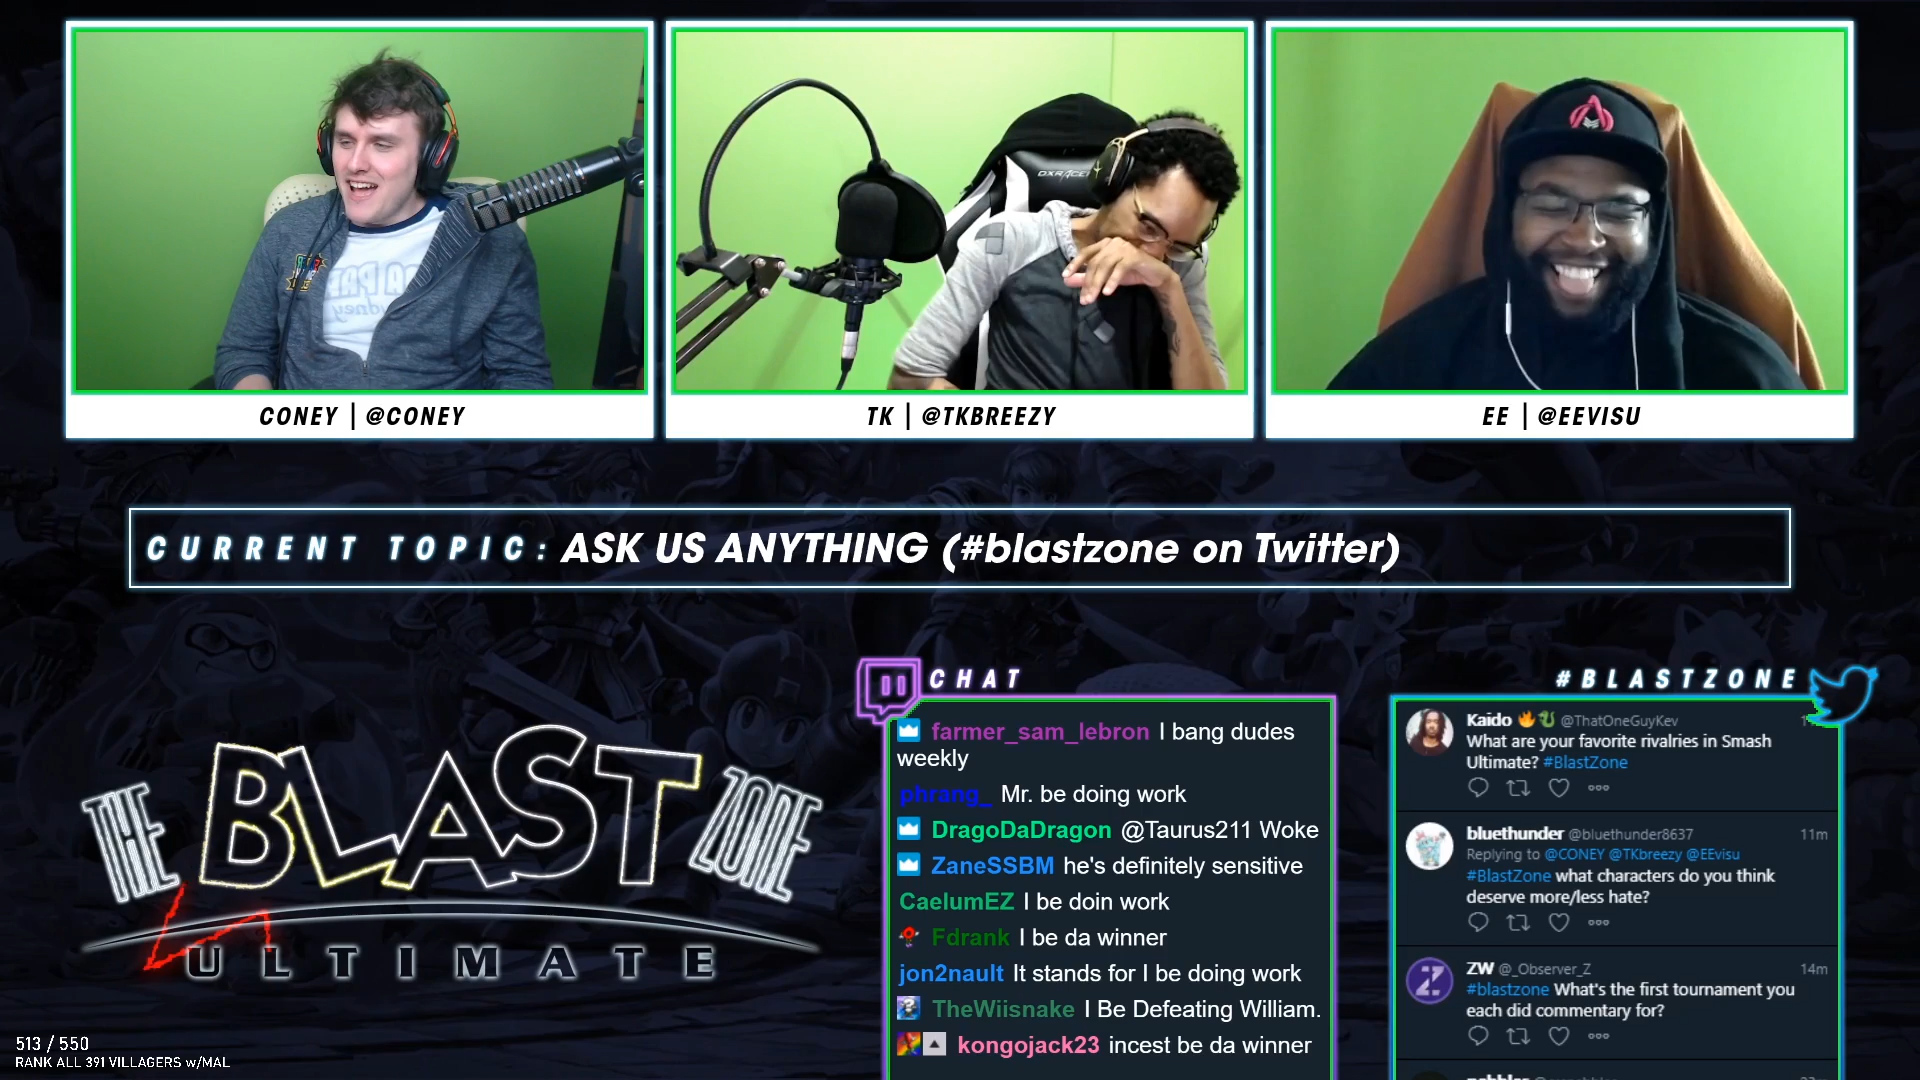 DXRACER
CONEY | @CONEY
TK | @TKBREEZY
EE | @EEVISU
CURRENT TOPIC: ASK US ANYTHING (#blastzone on Twitter)
THE BLAST ZONE
ULTIMATE
513 / 550
RANK ALL 391 VILLAGERS w/MAL
CHAT
farmer_sam_lebron I bang dudes
weekly
phrang_ Mr. be doing work
DragoDaDragon @Taurus211 Woke
ZaneSSBM he's definitely sensitive
CaelumEZ I be doin work
Fdrank I be da winner
jon2nault It stands for I be doing work
TheWiisnake I Be Defeating William.
kongojack23 incest be da winner
#BLASTZONE
Kaido 🔥🐉 @ThatOneGuyKev
What are your favorite rivalries in Smash
Ultimate? #BlastZone
bluethunder @bluethunder8637 11m
Replying to @CONEY @TKbreezy @EEvisu
#BlastZone what characters do you think
deserve more/less hate?
ZW @_Observer_Z 14m
#blastzone What's the first tournament you
each did commentary for?